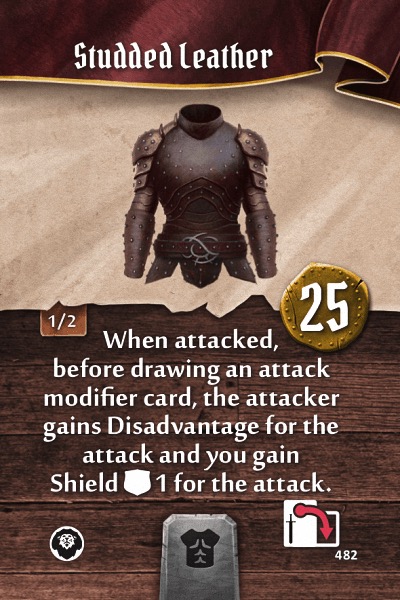 Studded Leather
25
1/2
When attacked,
before drawing an attack
modifier card, the attacker
gains Disadvantage for the
attack and you gain
Shield 1 for the attack.
482